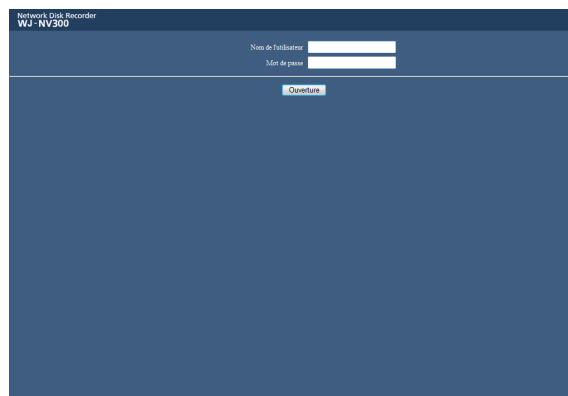 Network Disk Recorder
WJ-NV300
Nom de l'utilisateur
Mot de passe
Ouverture